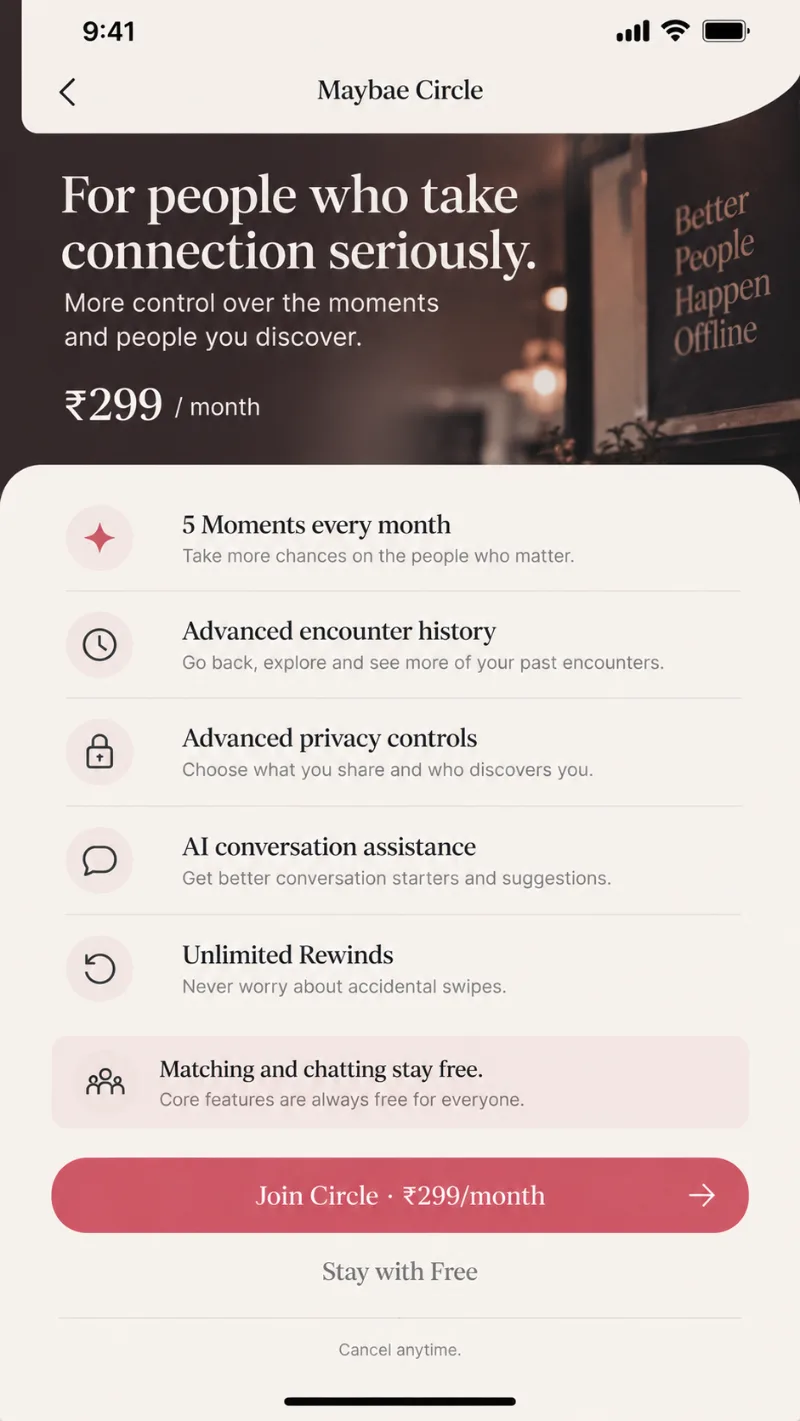 9:41
Maybae Circle
For people who take
connection seriously.
More control over the moments
and people you discover.
₹299 / month
Better
People
Happen
Offline
5 Moments every month
Take more chances on the people who matter.
Advanced encounter history
Go back, explore and see more of your past encounters.
Advanced privacy controls
Choose what you share and who discovers you.
AI conversation assistance
Get better conversation starters and suggestions.
Unlimited Rewinds
Never worry about accidental swipes.
Matching and chatting stay free.
Core features are always free for everyone.
Join Circle · ₹299/month
Stay with Free
Cancel anytime.